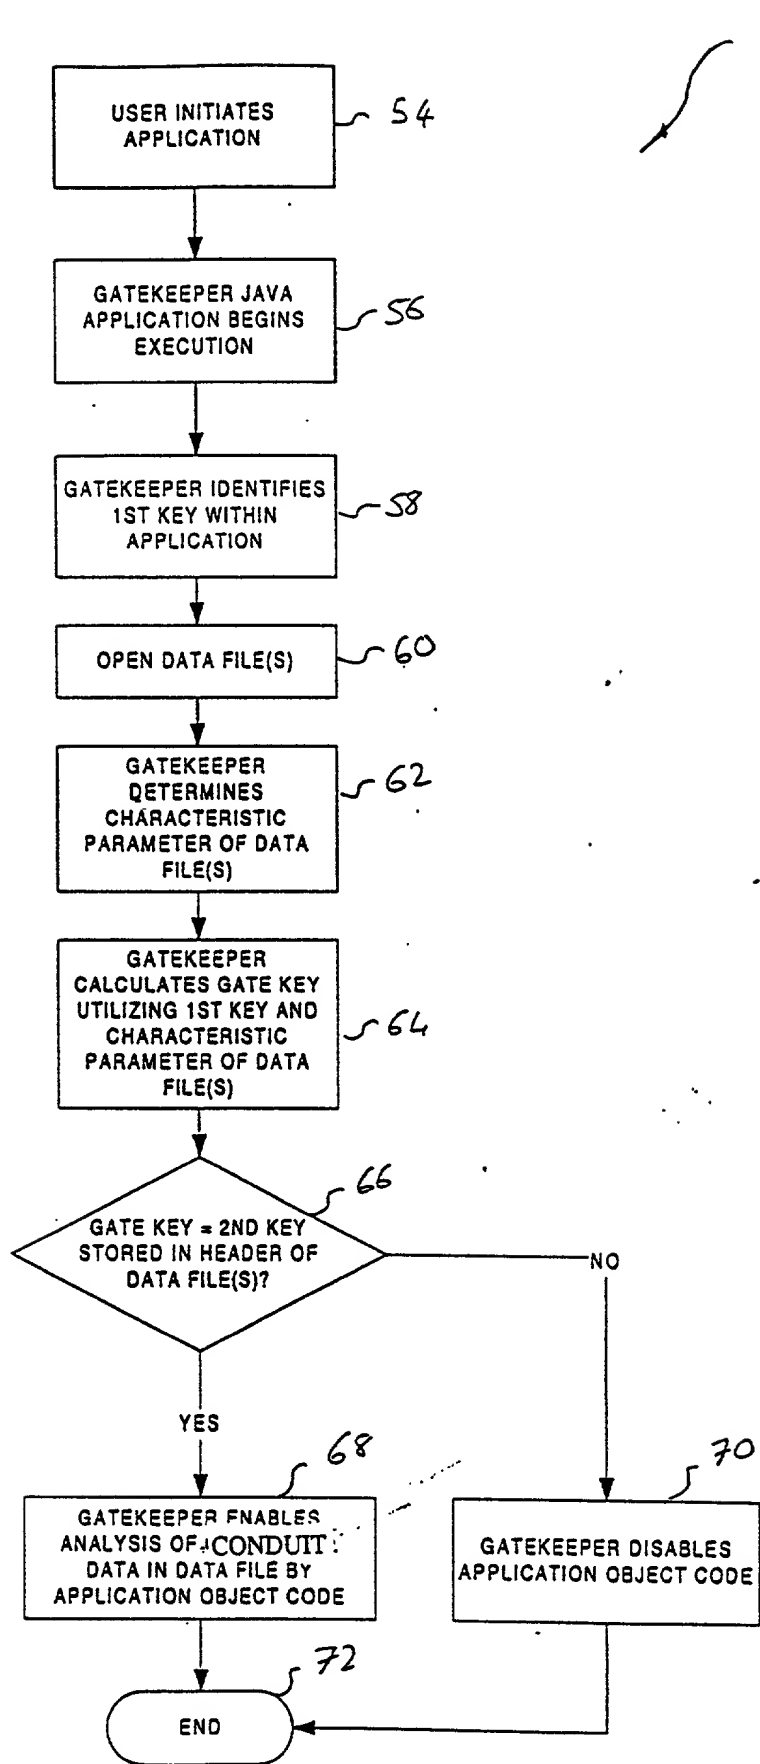 USER INITIATES
APPLICATION
54
GATEKEEPER JAVA
APPLICATION BEGINS
EXECUTION
56
GATEKEEPER IDENTIFIES
1ST KEY WITHIN
APPLICATION
58
OPEN DATA FILE(S)
60
GATEKEEPER
DETERMINES
CHARACTERISTIC
PARAMETER OF DATA
FILE(S)
62
GATEKEEPER
CALCULATES GATE KEY
UTILIZING 1ST KEY AND
CHARACTERISTIC
PARAMETER OF DATA
FILE(S)
64
66
GATE KEY = 2ND KEY
STORED IN HEADER OF
DATA FILE(S)?
NO
YES
68
GATEKEEPER ENABLES
ANALYSIS OF CONDUIT
DATA IN DATA FILE BY
APPLICATION OBJECT CODE
70
GATEKEEPER DISABLES
APPLICATION OBJECT CODE
72
END